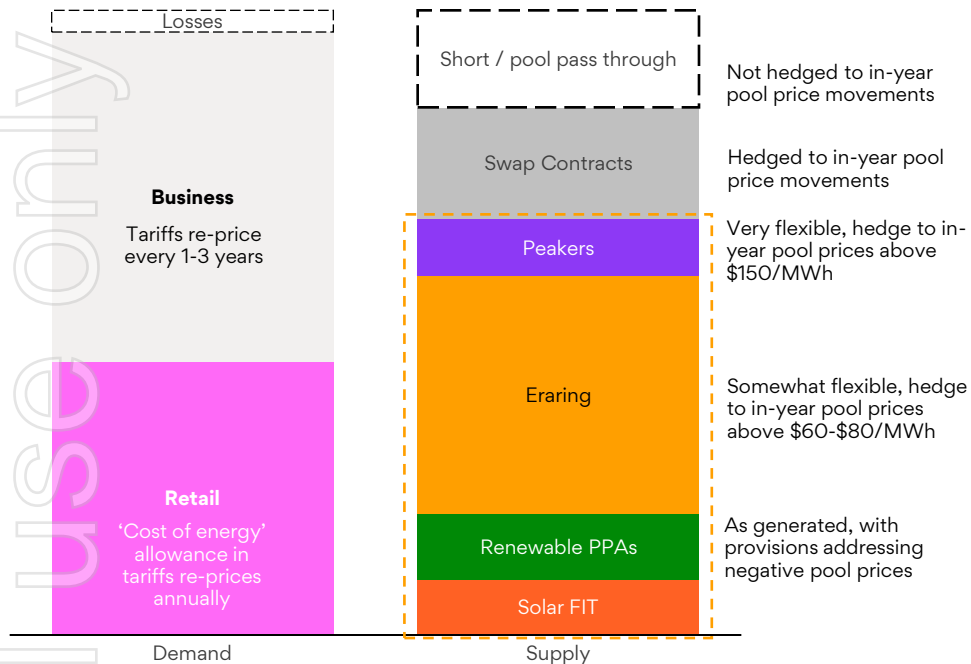 Losses
Business
Tariffs re-price
every 1-3 years
Retail
‘Cost of energy’
allowance in
tariffs re-prices
annually
Demand
Short / pool pass through
Swap Contracts
Peakers
Eraring
Renewable PPAs
Solar FIT
Supply
Not hedged to in-year
pool price movements
Hedged to in-year pool
price movements
Very flexible, hedge to in-
year pool prices above
$150/MWh
Somewhat flexible, hedge
to in-year pool prices
above $60-$80/MWh
As generated, with
provisions addressing
negative pool prices
use only